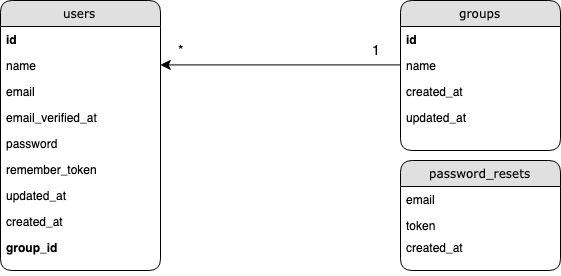 users
id
name
email
email_verified_at
password
remember_token
updated_at
created_at
group_id
*
1
groups
id
name
created_at
updated_at
password_resets
email
token
created_at